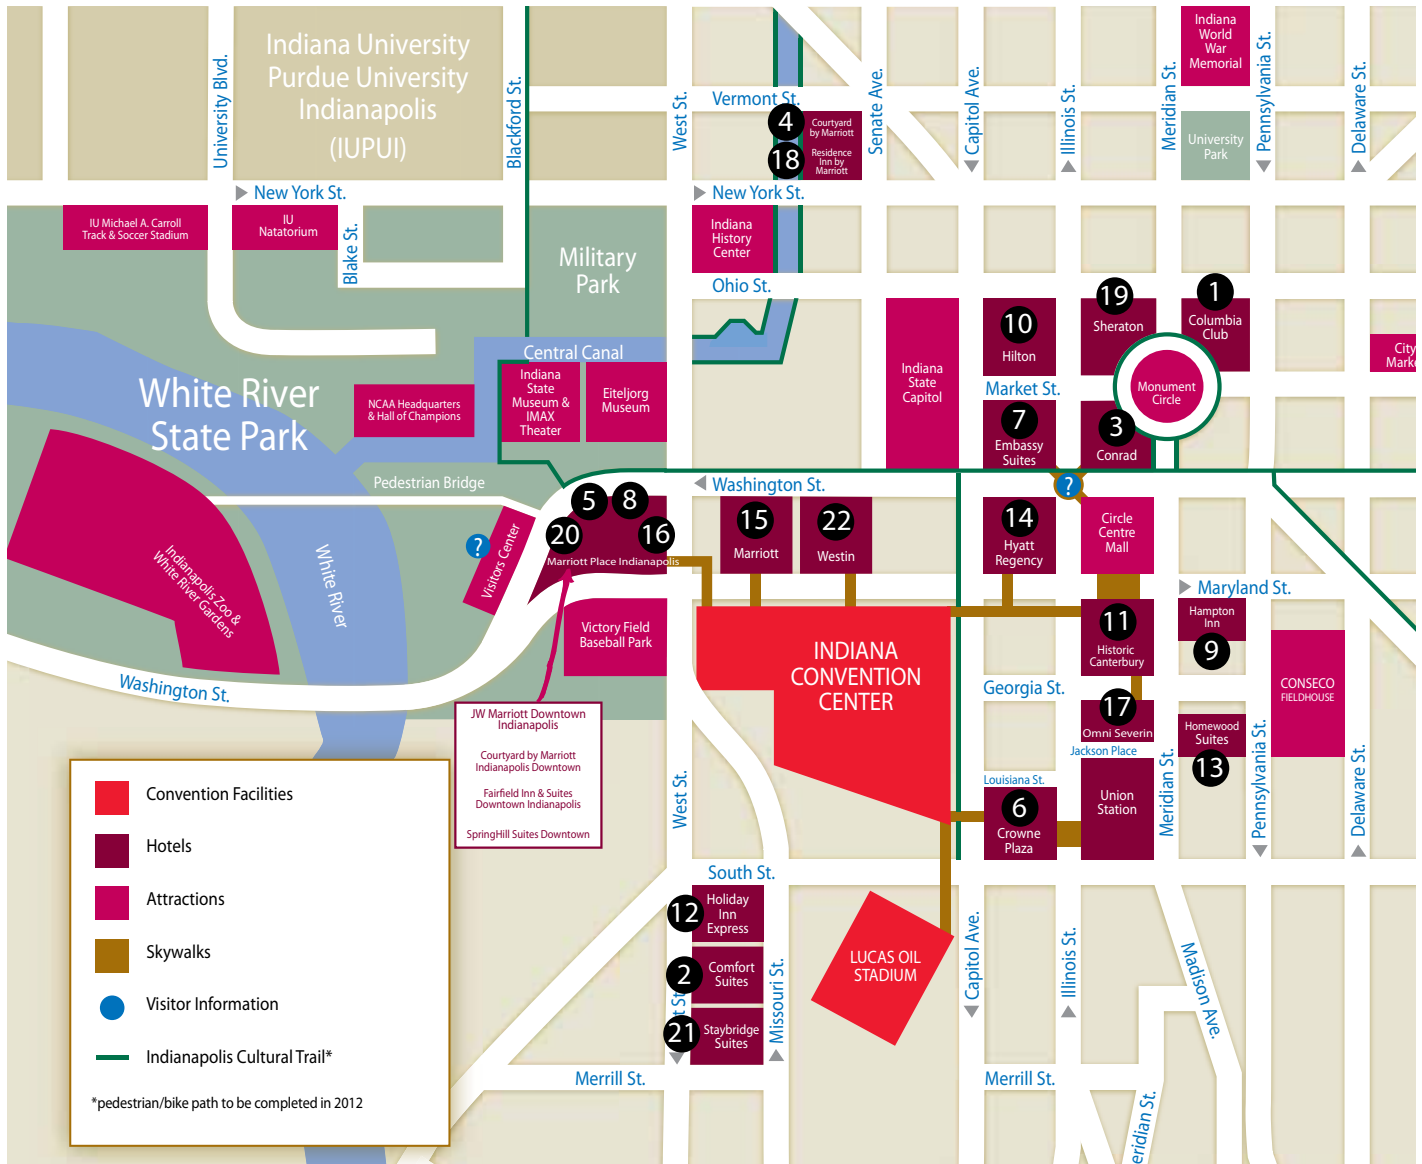 Indiana University
Purdue University
Indianapolis
(IUPUI)
University Blvd.
Blackford St.
West St.
Vermont St.
4
Courtyard
by Marriott
18
Residence
Inn by
Marriott
Senate Ave.
Capitol Ave.
Illinois St.
Meridian St.
Indiana
World
War
Memorial
Pennsylvania St.
Delaware St.
University
Park
New York St.
New York St.
IU Michael A. Carroll
Track & Soccer Stadium
IU
Natatorium
Blake St.
Military
Park
Indiana
History
Center
Ohio St.
Central Canal
White River
State Park
NCAA Headquarters
& Hall of Champions
Indiana
State
Museum &
IMAX
Theater
Eiteljorg
Museum
Indiana
State
Capitol
10
Hilton
19
Sheraton
1
Columbia
Club
Market St.
Monument
Circle
City
7
Embassy
Suites
3
Conrad
Pedestrian Bridge
Washington St.
?
?
Visitors Center
5
8
20
16
Marriott Place Indianapolis
15
Marriott
22
Westin
14
Hyatt
Regency
Circle
Centre
Mall
Maryland St.
Indianapolis Zoo &
White River Gardens
White River
Victory Field
Baseball Park
INDIANA
CONVENTION
CENTER
11
Historic
Canterbury
Hampton
Inn
9
Washington St.
Georgia St.
CONSECO
FIELDHOUSE
17
Omni Severin
Homewood
Suites
13
Jackson Place
JW Marriott Downtown
Indianapolis
Courtyard by Marriott
Indianapolis Downtown
Fairfield Inn & Suites
Downtown Indianapolis
SpringHill Suites Downtown
West St.
Louisiana St.
6
Crowne
Plaza
Union
Station
Meridian St.
Pennsylvania St.
Delaware St.
South St.
12
Holiday
Inn
Express
2
Comfort
Suites
21
Staybridge
Suites
Missouri St.
LUCAS OIL
STADIUM
Capitol Ave.
Illinois St.
Madison Ave.
Merrill St.
Merrill St.
eridian St.
Convention Facilities
Hotels
Attractions
Skywalks
Visitor Information
Indianapolis Cultural Trail*
*pedestrian/bike path to be completed in 2012